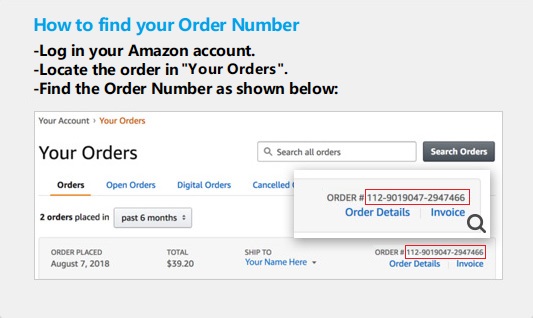 How to find your Order Number
-Log in your Amazon account.
-Locate the order in "Your Orders".
-Find the Order Number as shown below:
Your Account › Your Orders
Your Orders
Search all orders
Search Orders
Orders
Open Orders
Digital Orders
Cancelled O
ORDER # 112-9019047-2947466
Order Details
Invoice
2 orders placed in
past 6 months
ORDER PLACED
August 7, 2018
TOTAL
$39.20
SHIP TO
Your Name Here
ORDER # 112-9019047-2947466
Order Details
Invoice